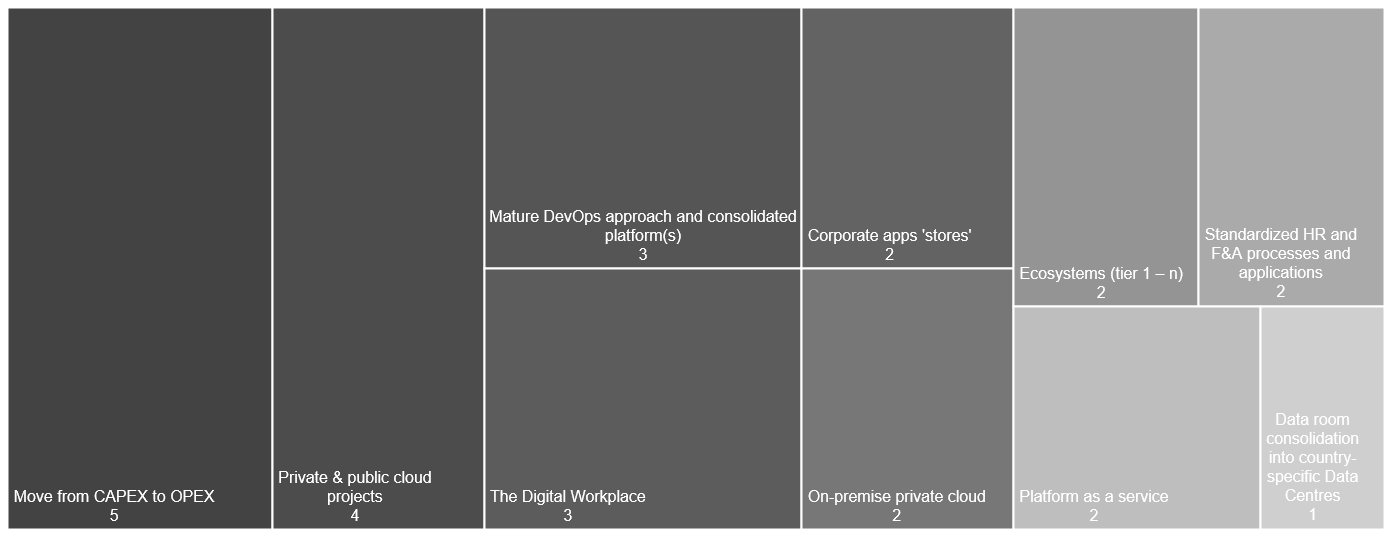 Move from CAPEX to OPEX
5
Private & public cloud
projects
4
Mature DevOps approach and consolidated
platform(s)
3
The Digital Workplace
3
Corporate apps 'stores'
2
On-premise private cloud
2
Ecosystems (tier 1 – n)
2
Standardized HR and
F&A processes and
applications
2
Platform as a service
2
Data room
consolidation
into country-
specific Data
Centres
1